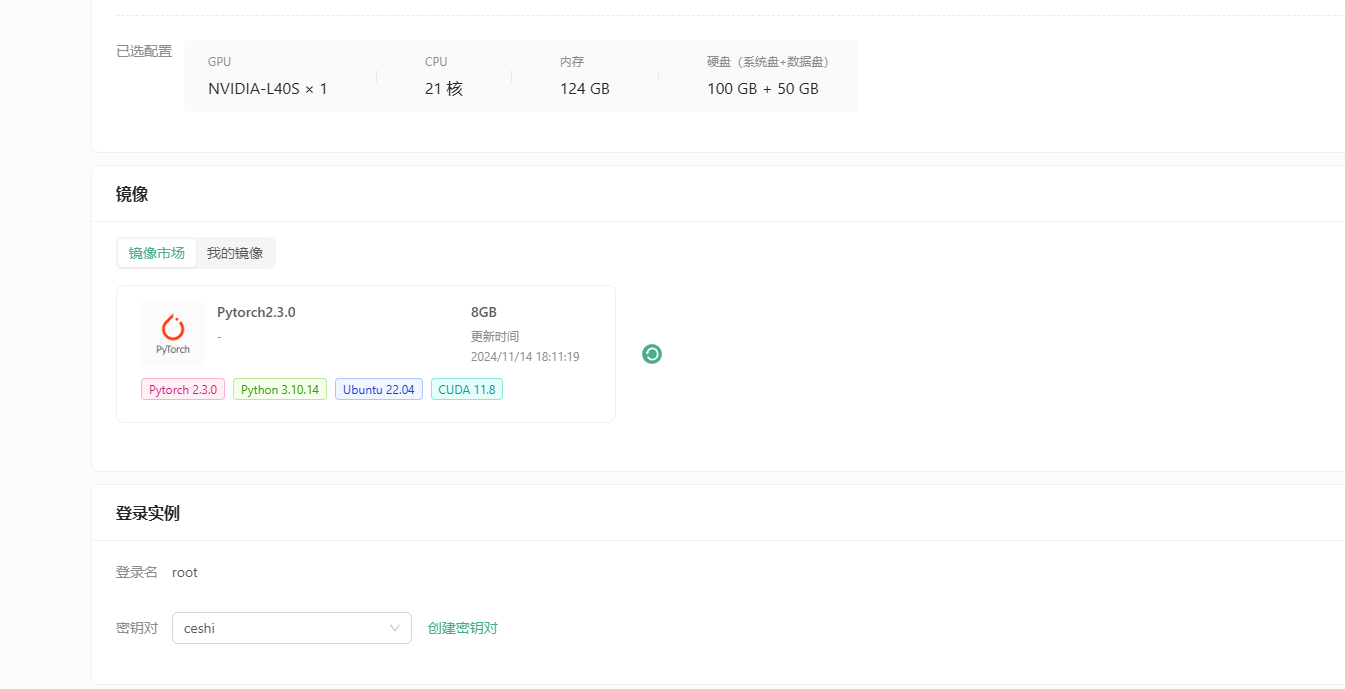 已选配置
GPU CPU 内存 硬盘（系统盘+数据盘）
NVIDIA-L40S × 1 21 核 124 GB 100 GB + 50 GB
镜像
镜像市场 我的镜像
Pytorch2.3.0 8GB
- 更新时间
PyTorch 2024/11/14 18:11:19
Pytorch 2.3.0 Python 3.10.14 Ubuntu 22.04 CUDA 11.8
登录实例
登录名 root
密钥对 ceshi 创建密钥对